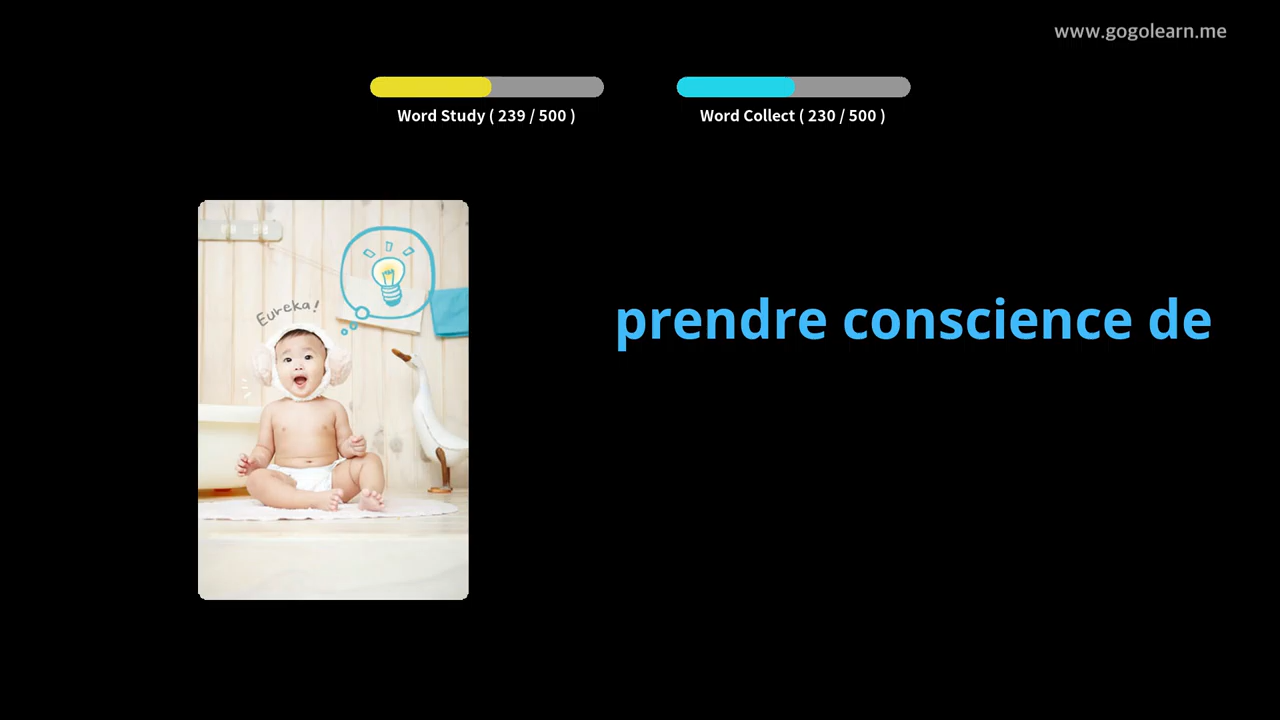 www.gogolearn.me
Word Study ( 239 / 500 )
Word Collect ( 230 / 500 )
Eureka!
prendre conscience de